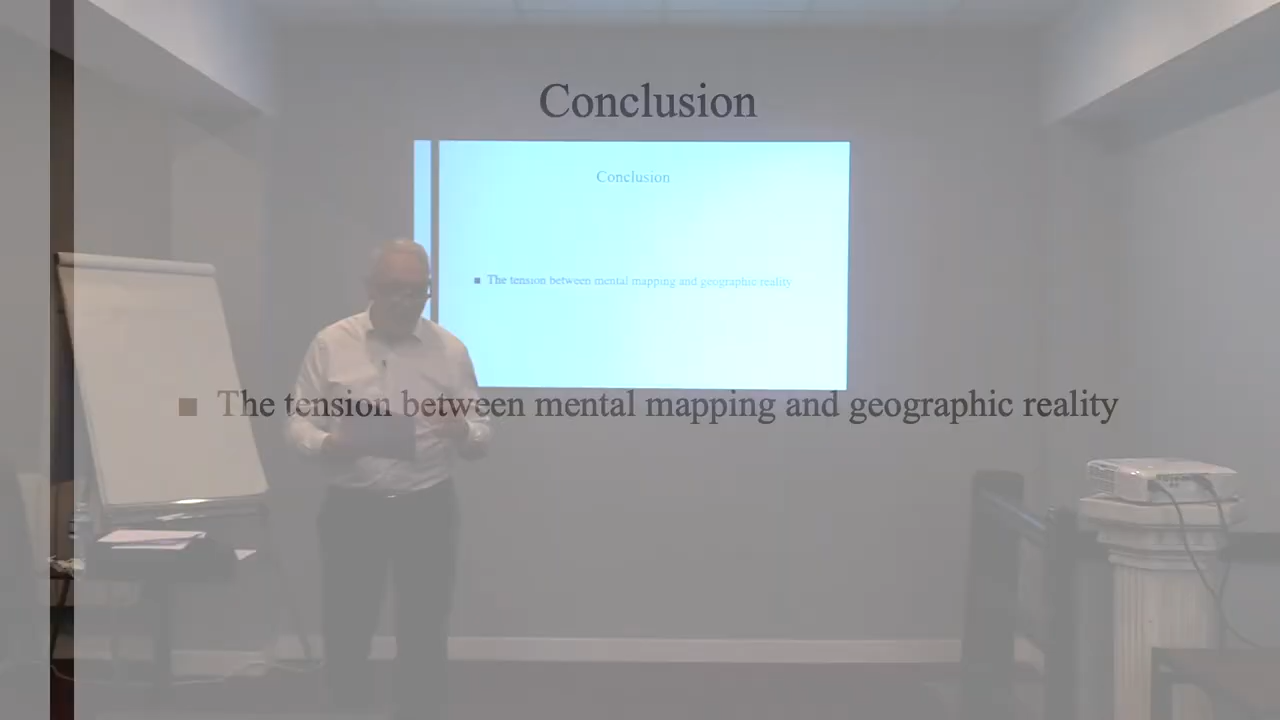 Conclusion
Conclusion
■ The tension between mental mapping and geographic reality
■ The tension between mental mapping and geographic reality